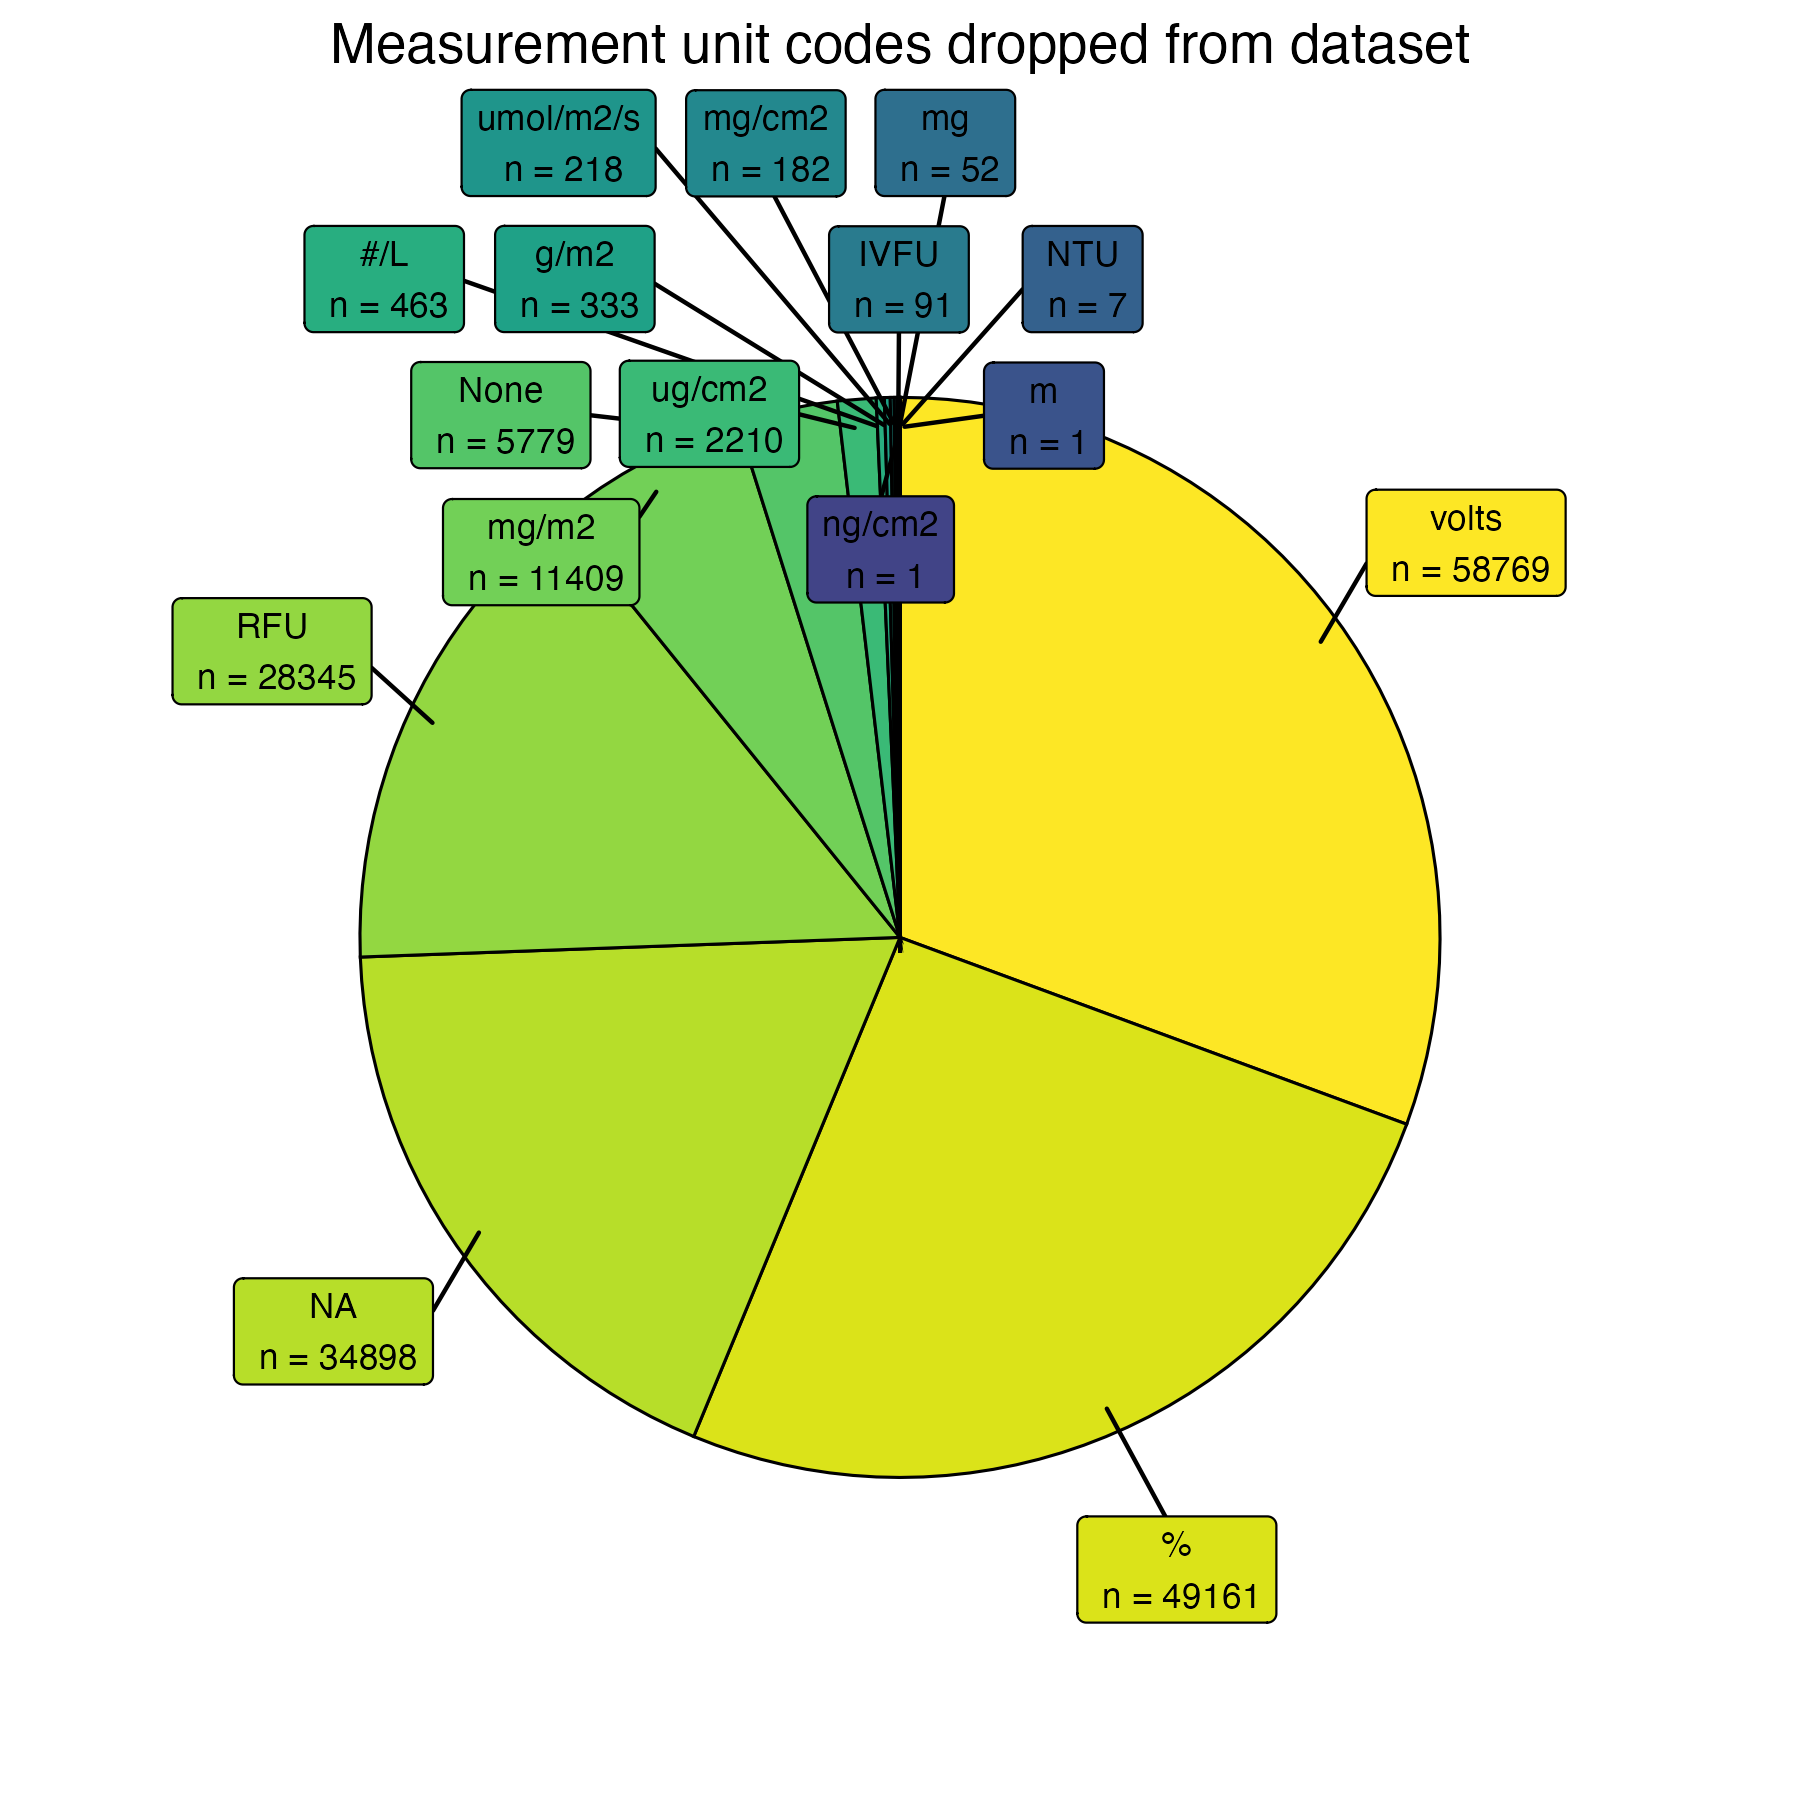 Measurement unit codes dropped from dataset
umol/m2/s
n = 218
mg/cm2
n = 182
mg
n = 52
#/L
n = 463
g/m2
n = 333
IVFU
n = 91
NTU
n = 7
None
n = 5779
ug/cm2
n = 2210
m
n = 1
mg/m2
n = 11409
ng/cm2
n = 1
volts
n = 58769
RFU
n = 28345
NA
n = 34898
%
n = 49161